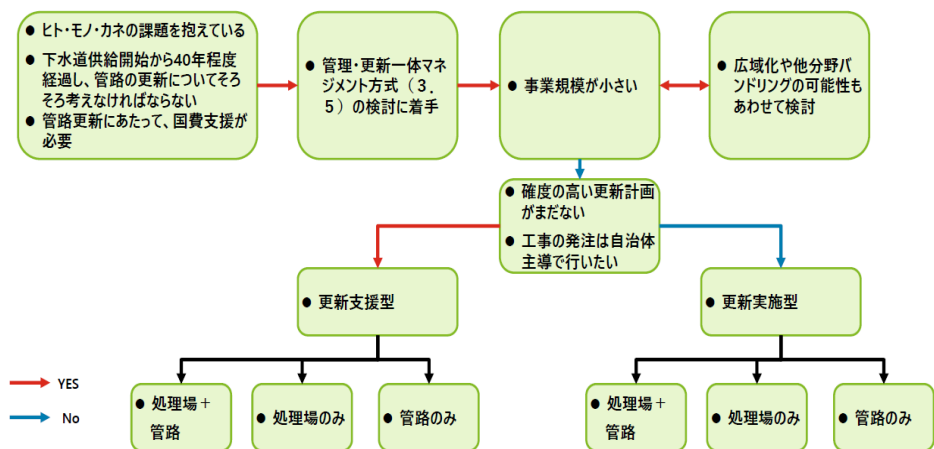 ● ヒト・モノ・カネの課題を抱えている
● 下水道供給開始から40年程度
経過し、管路の更新についてそろ
そろ考えなければならない
● 管路更新にあたって、国費支援が
必要
● 管理・更新一体マネ
ジメント方式（３．
５）の検討に着手
● 事業規模が小さい
● 広域化や他分野バ
ンドリングの可能性も
あわせて検討
● 確度の高い更新計画
がまだない
● 工事の発注は自治体
主導で行いたい
● 更新支援型
● 更新実施型
YES
No
● 処理場＋
管路
● 処理場のみ
● 管路のみ
● 処理場＋
管路
● 処理場のみ
● 管路のみ